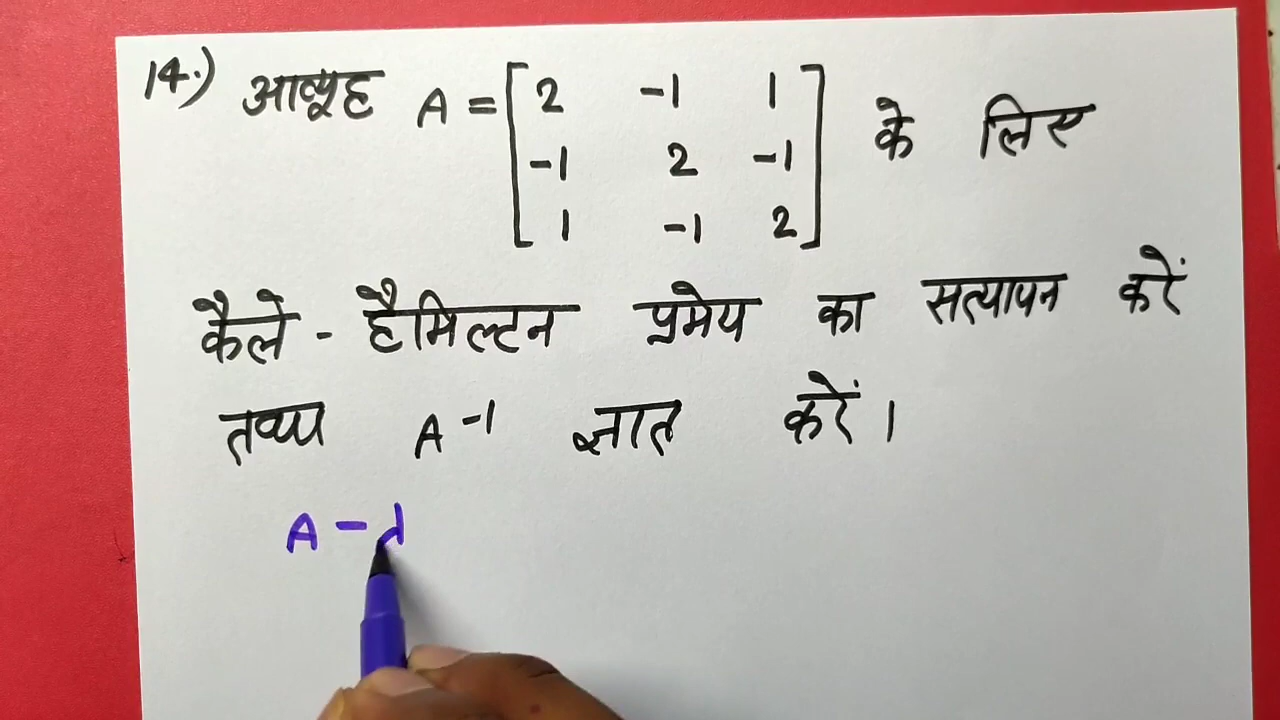 14.) आव्यूह A = [ 2 -1 1
-1 2 -1 के लिए
1 -1 2 ]
कैले - हैमिल्टन प्रमेय का सत्यापन करें
तथा A⁻¹ ज्ञात करें।
A - λ